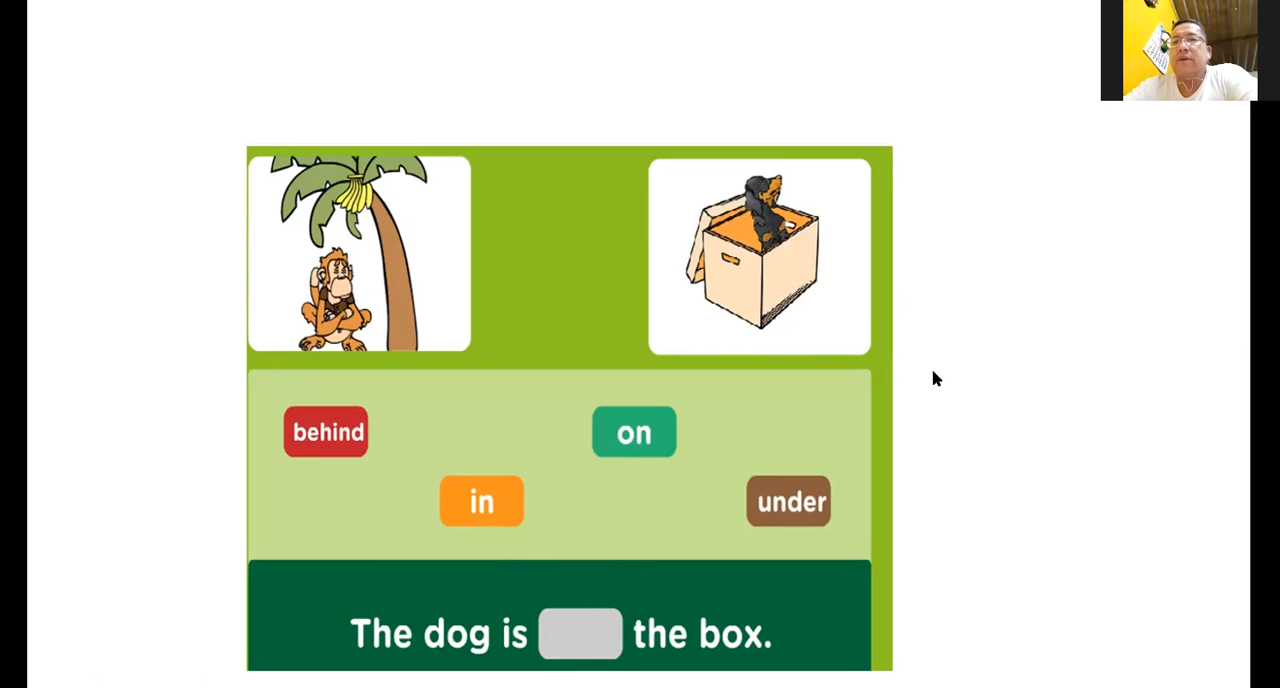 behind
on
in
under
The dog is the box.